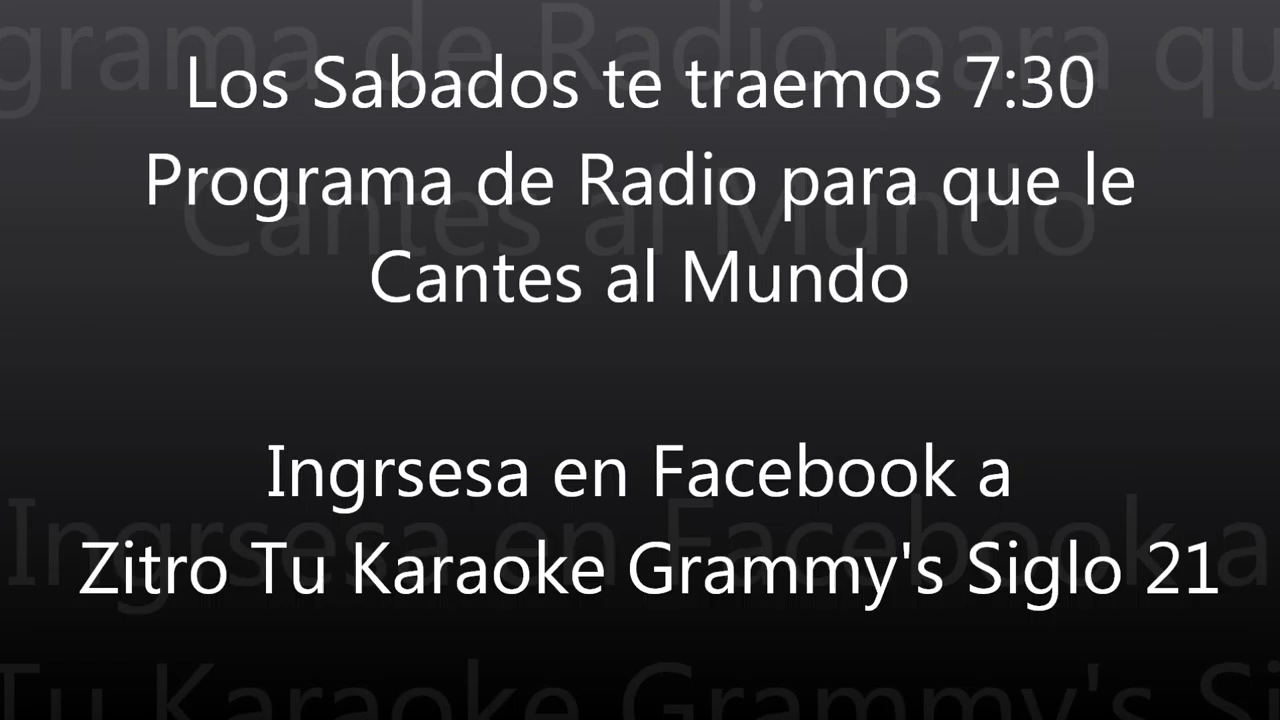 Los Sabados te traemos 7:30
Programa de Radio para que le
Cantes al Mundo
Ingrsesa en Facebook a
Zitro Tu Karaoke Grammy's Siglo 21